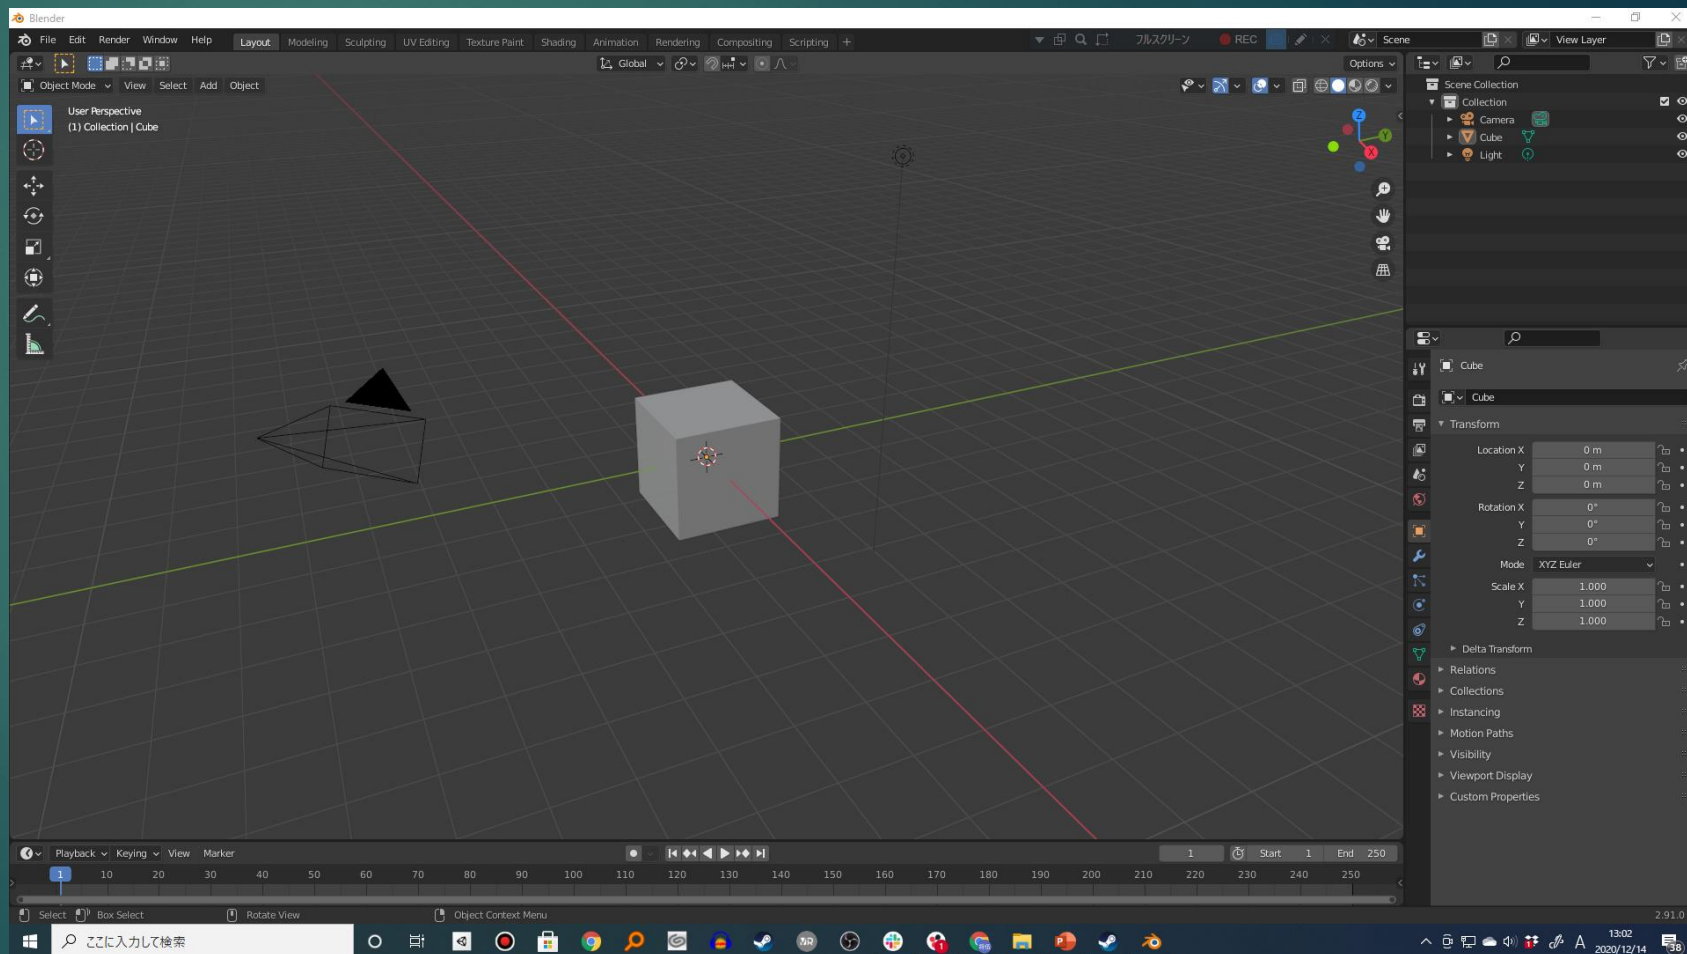 Blender
File Edit Render Window Help Layout Modeling Sculpting UV Editing Texture Paint Shading Animation Rendering Compositing Scripting + フルスクリーン REC Scene View Layer
Global Options
Object Mode View Select Add Object
User Perspective
(1) Collection | Cube
Z
Y
X
Scene Collection
Collection
Camera
Cube
Light
Cube
Cube
Transform
Location X 0 m
Y 0 m
Z 0 m
Rotation X 0°
Y 0°
Z 0°
Mode XYZ Euler
Scale X 1.000
Y 1.000
Z 1.000
Delta Transform
Relations
Collections
Instancing
Motion Paths
Visibility
Viewport Display
Custom Properties
Playback Keying View Marker 1 Start 1 End 250
1 10 20 30 40 50 60 70 80 90 100 110 120 130 140 150 160 170 180 190 200 210 220 230 240 250
Select Box Select Rotate View Object Context Menu 2.91.0
ここに入力して検索
A 13:02
2020/12/14
38